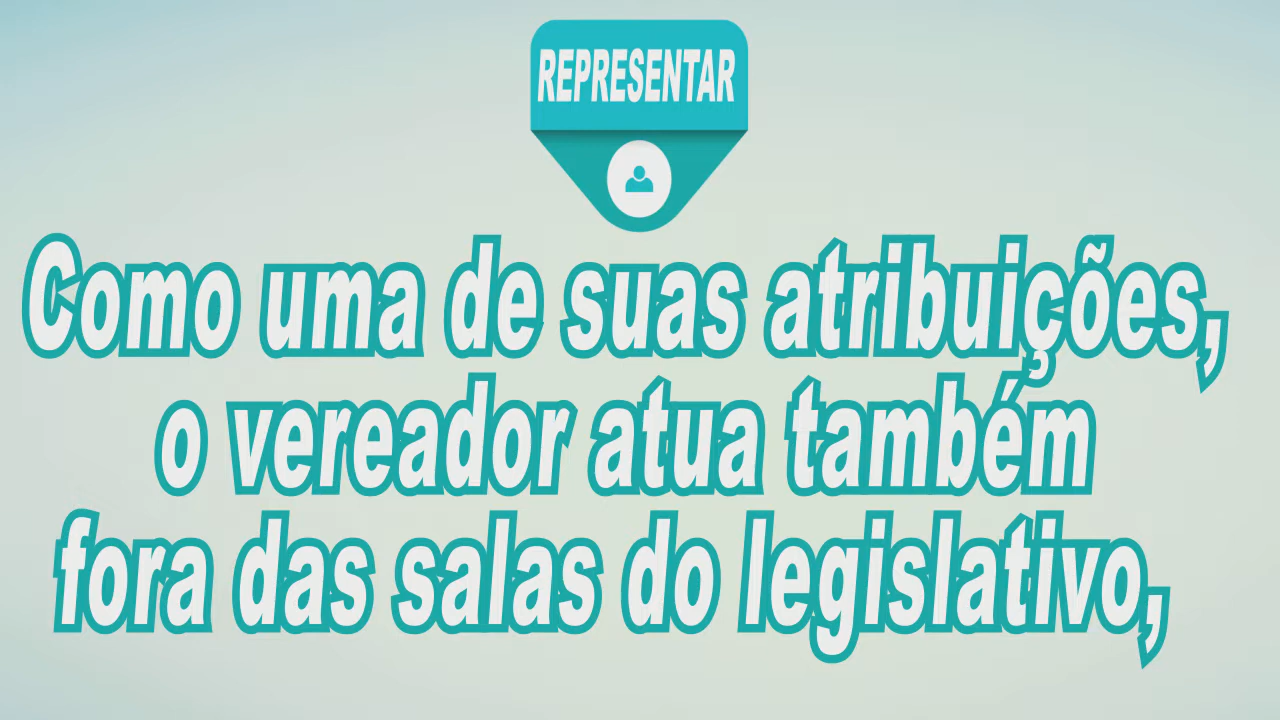 REPRESENTAR
Como uma de suas atribuições,
o vereador atua também
fora das salas do legislativo,